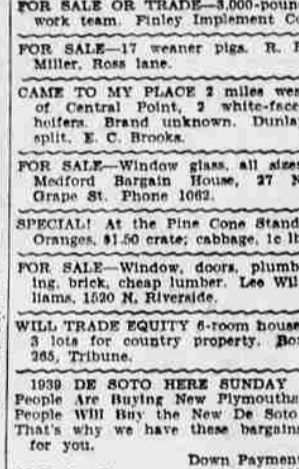 FOR SALE OR TRADE—3,000-poun
work team. Finley Implement C
FOR SALE—17 weaner pigs. R.
Miller, Ross lane.
CAME TO MY PLACE 2 miles wes
of Central Point, 2 white-face
heifers. Brand unknown. Dunla
split. E. C. Brooks.
FOR SALE—Window glass, all sizes
Medford Bargain House, 27 N
Grape St. Phone 1062.
SPECIAL! At the Pine Cone Stand
Oranges, $1.50 crate; cabbage, 1c lb
FOR SALE—Window, doors, plumb
ing, brick, cheap lumber. Leo Wil
liams, 1520 N. Riverside.
WILL TRADE EQUITY 6-room house
3 lots for country property. Box
265, Tribune.
1939 DE SOTO HERE SUNDAY
People Are Buying New Plymouths
People Will Buy the New De Soto
That's why we have these bargains
for you.
Down Payment